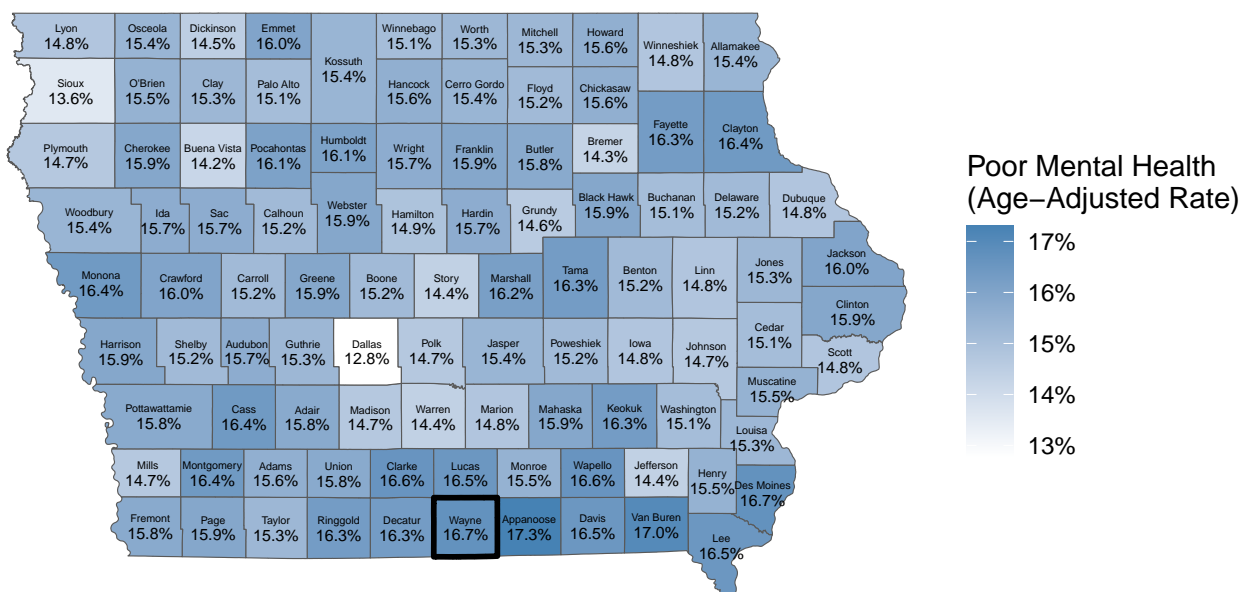 Lyon
14.8%
Osceola
15.4%
Dickinson
14.5%
Emmet
16.0%
Kossuth
15.4%
Winnebago
15.1%
Worth
15.3%
Mitchell
15.3%
Howard
15.6%
Winneshiek
14.8%
Allamakee
15.4%
Sioux
13.6%
O'Brien
15.5%
Clay
15.3%
Palo Alto
15.1%
Hancock
15.6%
Cerro Gordo
15.4%
Floyd
15.2%
Chickasaw
15.6%
Fayette
16.3%
Clayton
16.4%
Plymouth
14.7%
Cherokee
15.9%
Buena Vista
14.2%
Pocahontas
16.1%
Humboldt
16.1%
Wright
15.7%
Franklin
15.9%
Butler
15.8%
Bremer
14.3%
Woodbury
15.4%
Ida
15.7%
Sac
15.7%
Calhoun
15.2%
Webster
15.9%
Hamilton
14.9%
Hardin
15.7%
Grundy
14.6%
Black Hawk
15.9%
Buchanan
15.1%
Delaware
15.2%
Dubuque
14.8%
Monona
16.4%
Crawford
16.0%
Carroll
15.2%
Greene
15.9%
Boone
15.2%
Story
14.4%
Marshall
16.2%
Tama
16.3%
Benton
15.2%
Linn
14.8%
Jones
15.3%
Jackson
16.0%
Clinton
15.9%
Harrison
15.9%
Shelby
15.2%
Audubon
15.7%
Guthrie
15.3%
Dallas
12.8%
Polk
14.7%
Jasper
15.4%
Poweshiek
15.2%
Iowa
14.8%
Johnson
14.7%
Cedar
15.1%
Scott
14.8%
Muscatine
15.5%
Pottawattamie
15.8%
Cass
16.4%
Adair
15.8%
Madison
14.7%
Warren
14.4%
Marion
14.8%
Mahaska
15.9%
Keokuk
16.3%
Washington
15.1%
Louisa
15.3%
Mills
14.7%
Montgomery
16.4%
Adams
15.6%
Union
15.8%
Clarke
16.6%
Lucas
16.5%
Monroe
15.5%
Wapello
16.6%
Jefferson
14.4%
Henry
15.5%
Des Moines
16.7%
Fremont
15.8%
Page
15.9%
Taylor
15.3%
Ringgold
16.3%
Decatur
16.3%
Wayne
16.7%
Appanoose
17.3%
Davis
16.5%
Van Buren
17.0%
Lee
16.5%
Poor Mental Health
(Age−Adjusted Rate)
17%
16%
15%
14%
13%